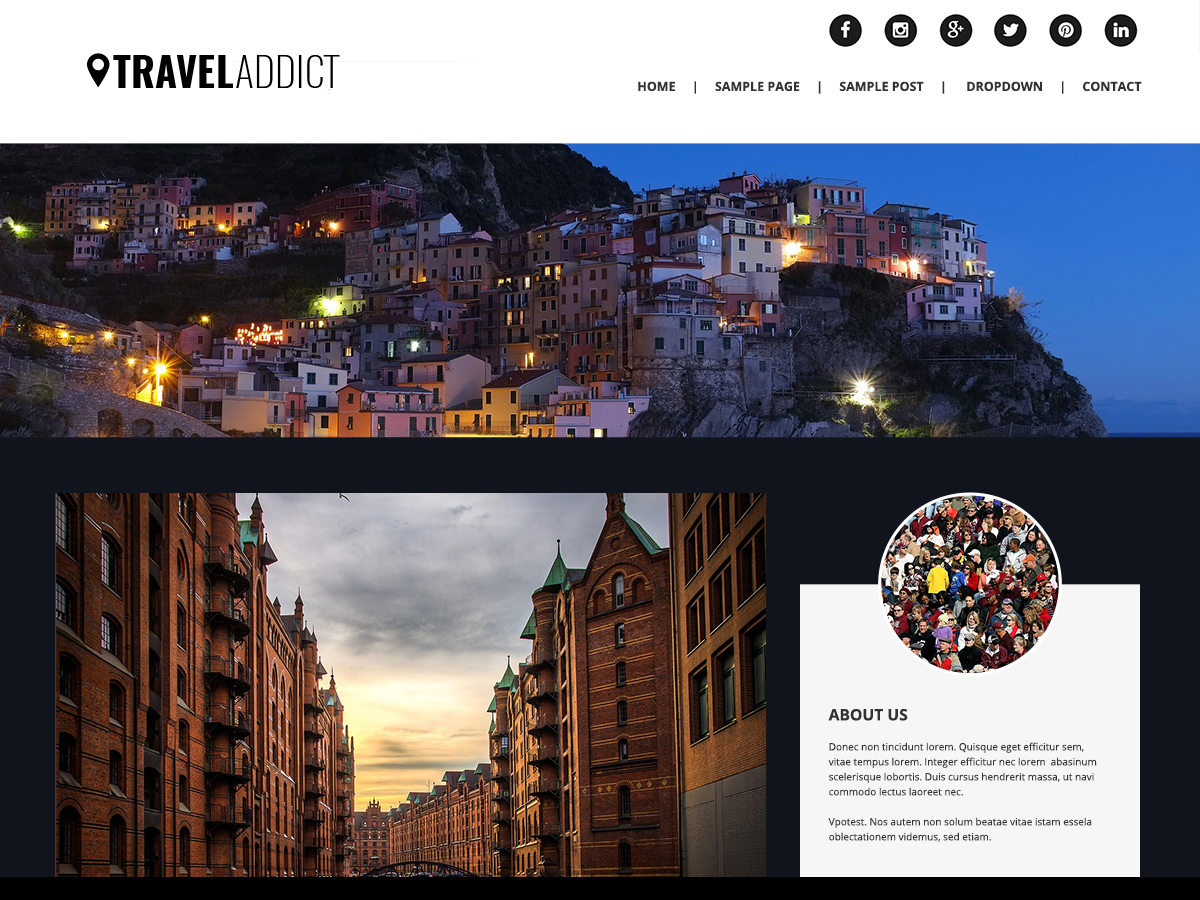 TRAVELADDICT
HOME | SAMPLE PAGE | SAMPLE POST | DROPDOWN | CONTACT
ABOUT US
Donec non tincidunt lorem. Quisque eget efficitur sem,
vitae tempus lorem. Integer efficitur nec lorem abasinum
scelerisque lobortis. Duis cursus hendrerit massa, ut navi
commodo lectus laoreet nec.
Vpotest. Nos autem non solum beatae vitae istam essela
oblectationem videmus, sed etiam.